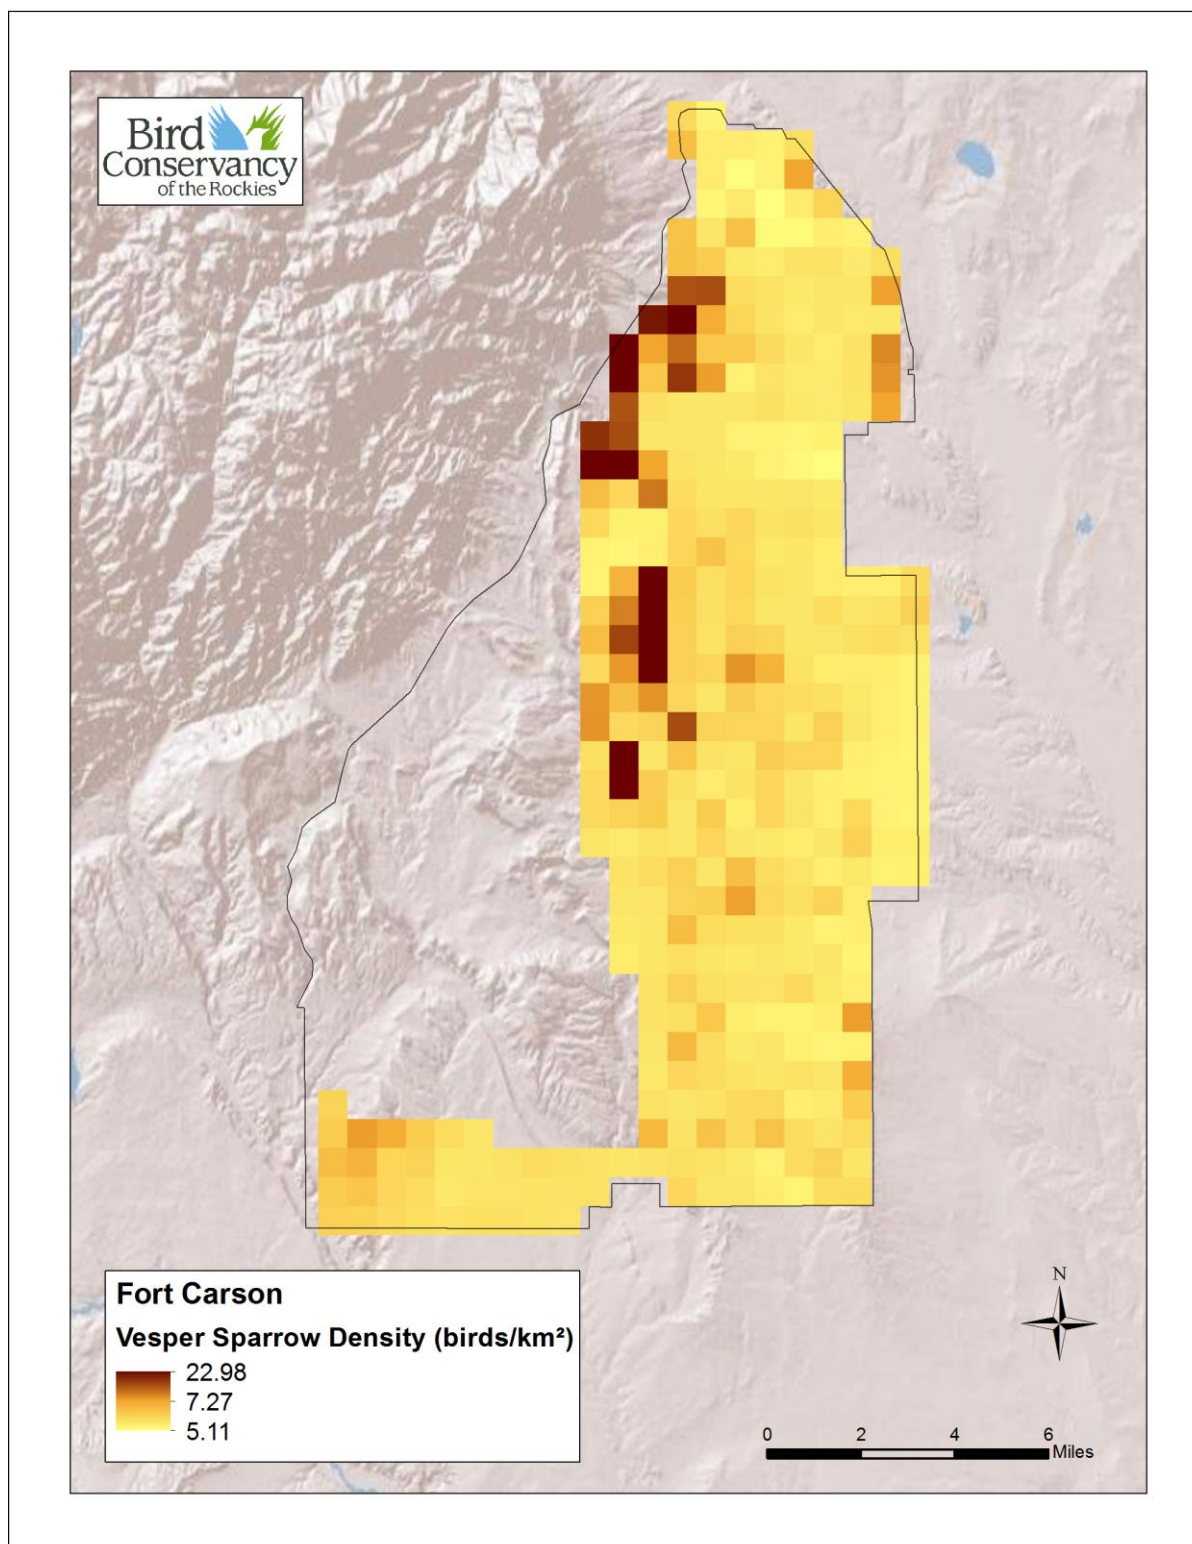 Bird
Conservancy
of the Rockies
Fort Carson
Vesper Sparrow Density (birds/km²)
22.98
7.27
5.11
N
0 2 4 6
Miles